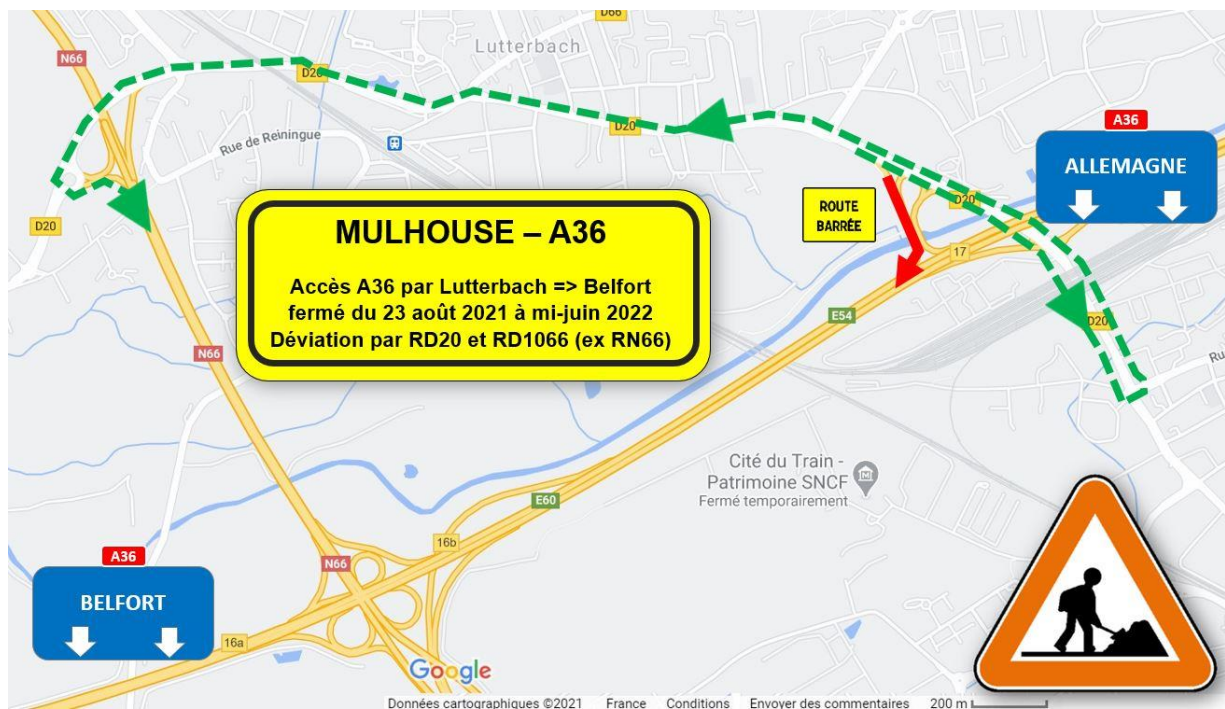 D66
N66
Lutterbach
D20
A36
Rue de Reiningue
D20
ALLEMAGNE
ROUTE
BARRÉE
D20
D20
MULHOUSE – A36
17
Accès A36 par Lutterbach => Belfort
fermé du 23 août 2021 à mi-juin 2022
Déviation par RD20 et RD1066 (ex RN66)
E54
D20
Ru
N66
Cité du Train -
Patrimoine SNCF
Fermé temporairement
E60
16b
A36
N66
BELFORT
16a
Google
Données cartographiques ©2021 France Conditions Envoyer des commentaires 200 m